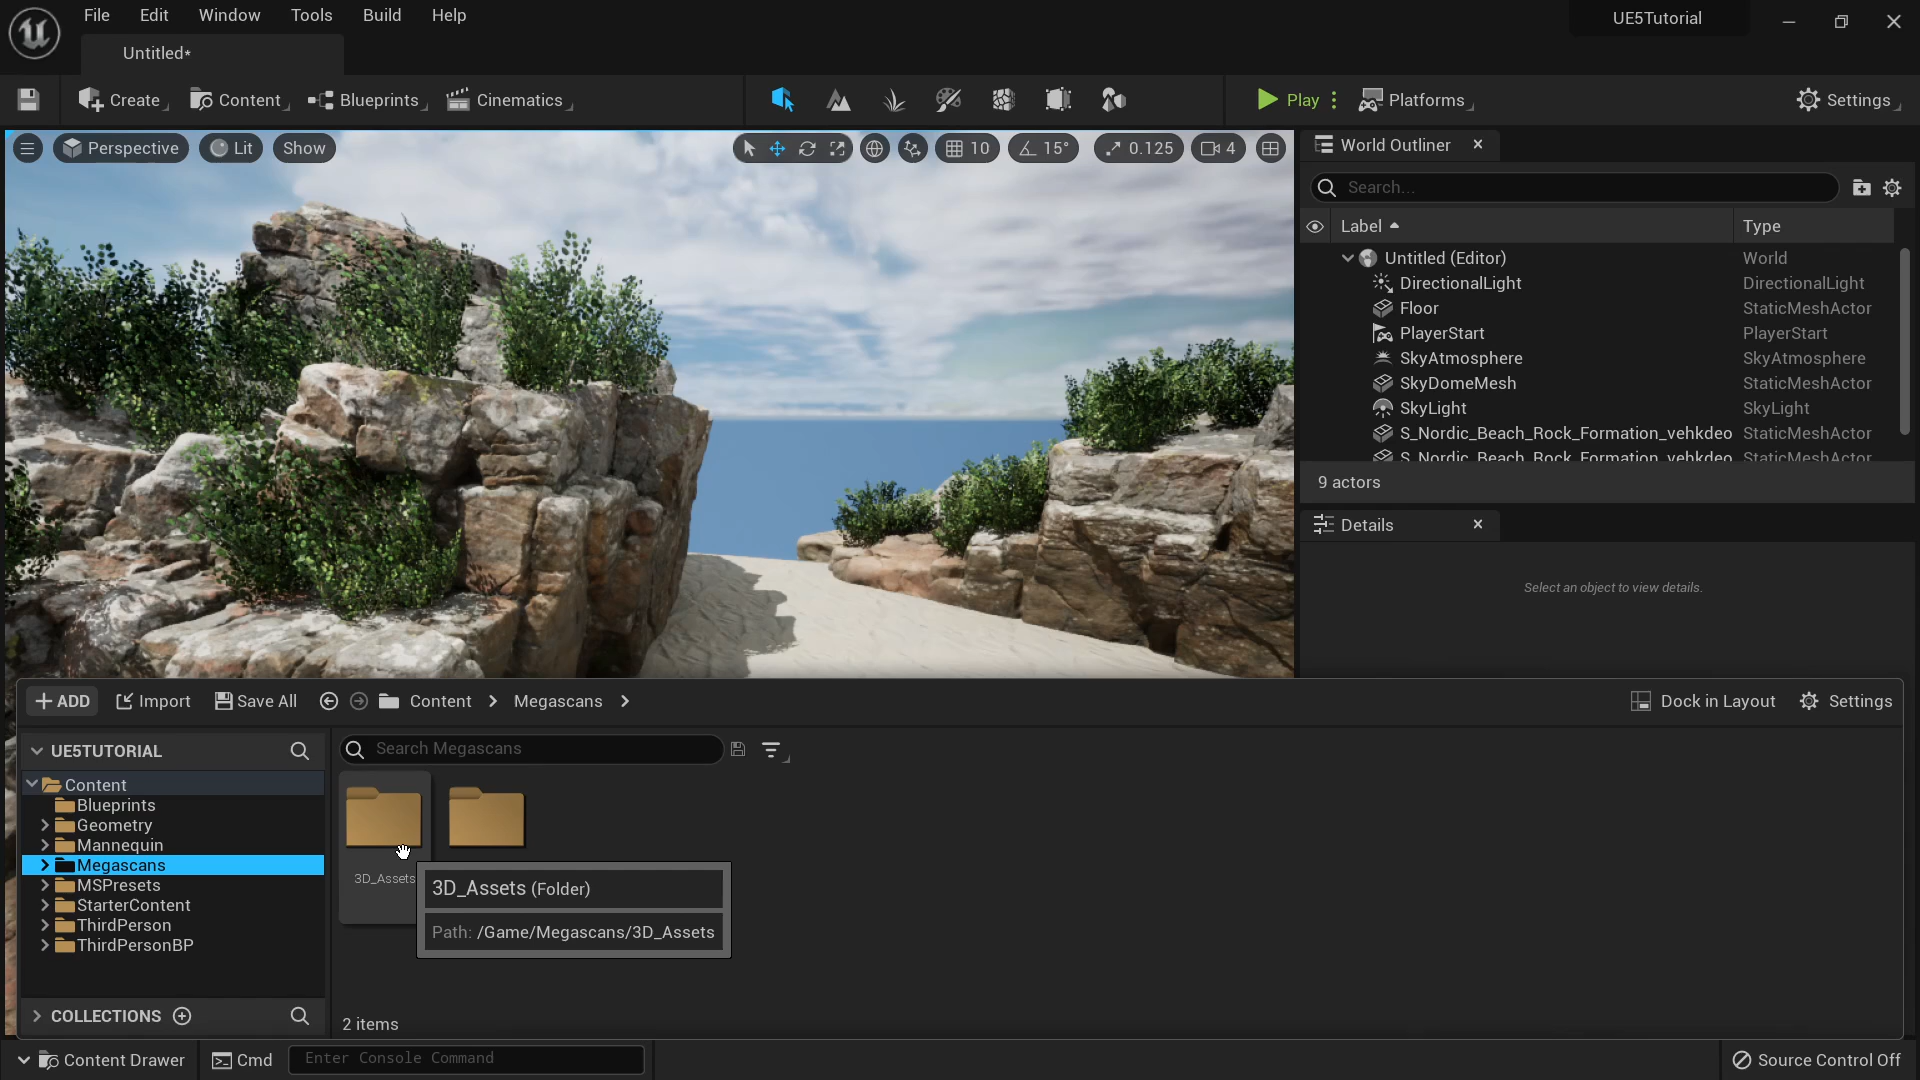 File Edit Window Tools Build Help
UE5Tutorial
Untitled*
Create Content Blueprints Cinematics Play Platforms Settings
Perspective Lit Show 10 15° 0.125 4
World Outliner
Search...
Label Type
Untitled (Editor) World
DirectionalLight DirectionalLight
Floor StaticMeshActor
PlayerStart PlayerStart
SkyAtmosphere SkyAtmosphere
SkyDomeMesh StaticMeshActor
SkyLight SkyLight
S_Nordic_Beach_Rock_Formation_vehkdeo StaticMeshActor
S_Nordic_Beach_Rock_Formation_vehkdeo StaticMeshActor
9 actors
Details
Select an object to view details.
ADD Import Save All Content Megascans Dock in Layout Settings
UE5TUTORIAL
Search Megascans
Content
Blueprints
Geometry
Mannequin
Megascans
MSPresets
StarterContent
ThirdPerson
ThirdPersonBP
3D_Assets
3D_Assets (Folder)
Path: /Game/Megascans/3D_Assets
COLLECTIONS
2 items
Content Drawer Cmd Enter Console Command Source Control Off